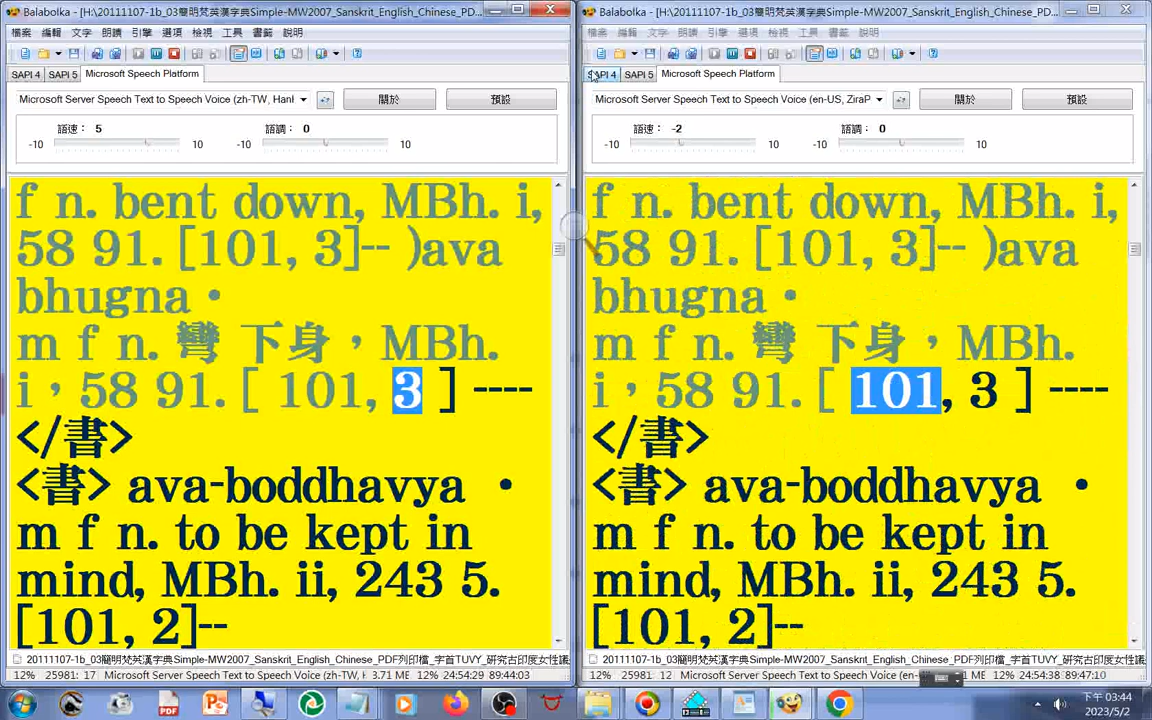 Balabolka - [H:\20111107-1b_03簡明梵英漢字典Simple-MW2007_Sanskrit_English_Chinese_PD...
檔案 編輯 文字 朗讀 引擎 選項 檢視 工具 書籤 說明
SAPI 4 SAPI 5 Microsoft Speech Platform
Microsoft Server Speech Text to Speech Voice (zh-TW, Hanl 關於 預設
語速： 5 語調： 0
-10 10 -10 10
f n. bent down, MBh. i,
58 91. [101, 3]-- )ava
bhugna •
m f n. 彎 下身，MBh.
i，58 91. [ 101, 3 ] ----
</書>
<書> ava-boddhavya •
m f n. to be kept in
mind, MBh. ii, 243 5.
[101, 2]--
20111107-1b_03簡明梵英漢字典Simple-MW2007_Sanskrit_English_Chinese_PDF列印檔_字首TUVY_研究古印度女性議
12% 25981: 17 Microsoft Server Speech Text to Speech Voice (zh-TW, H 3.71 MB 12% 24:54:29 89:44:03
Balabolka - [H:\20111107-1b_03簡明梵英漢字典Simple-MW2007_Sanskrit_English_Chinese_PD...
檔案 編輯 文字 朗讀 引擎 選項 檢視 工具 書籤 說明
SAPI 4 SAPI 5 Microsoft Speech Platform
Microsoft Server Speech Text to Speech Voice (en-US, ZiraP 關於 預設
語速： -2 語調： 0
-10 10 -10 10
f n. bent down, MBh. i,
58 91. [101, 3]-- )ava
bhugna •
m f n. 彎 下身，MBh.
i，58 91. [ 101, 3 ] ----
</書>
<書> ava-boddhavya •
m f n. to be kept in
mind, MBh. ii, 243 5.
[101, 2]--
20111107-1b_03簡明梵英漢字典Simple-MW2007_Sanskrit_English_Chinese_PDF列印檔_字首TUVY_研究古印度女性議
12% 25981: 12 Microsoft Server Speech Text to Speech Voice (en-US 12% 24:54:38 89:47:10
下午 03:44
2023/5/2